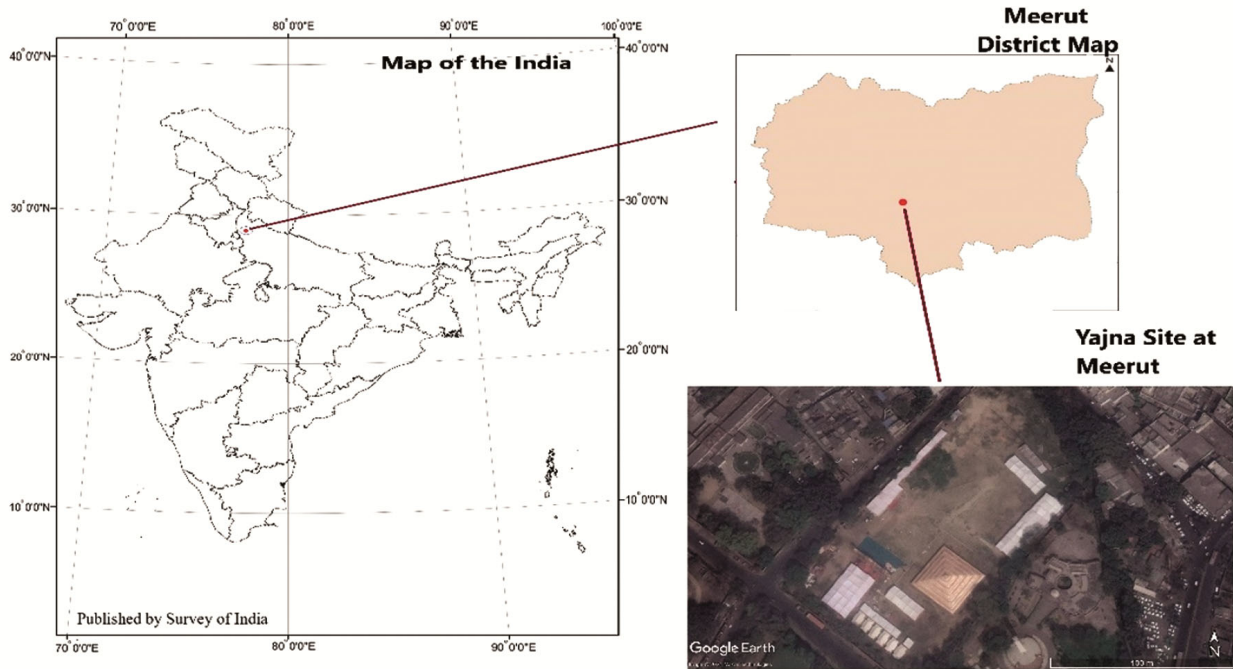 70°0'0"E
80°0'0"E
90°0'0"E
100°0'0"E
40°0'0"N
40°0'0"N
Map of the India
30°0'0"N
30°0'0"N
20°0'0"N
20°0'0"N
10°0'0"N
10°0'0"N
Published by Survey of India
70°0'0"E
80°0'0"E
90°0'0"E
Meerut
District Map
N
Yajna Site at
Meerut
Google Earth
100 m
N